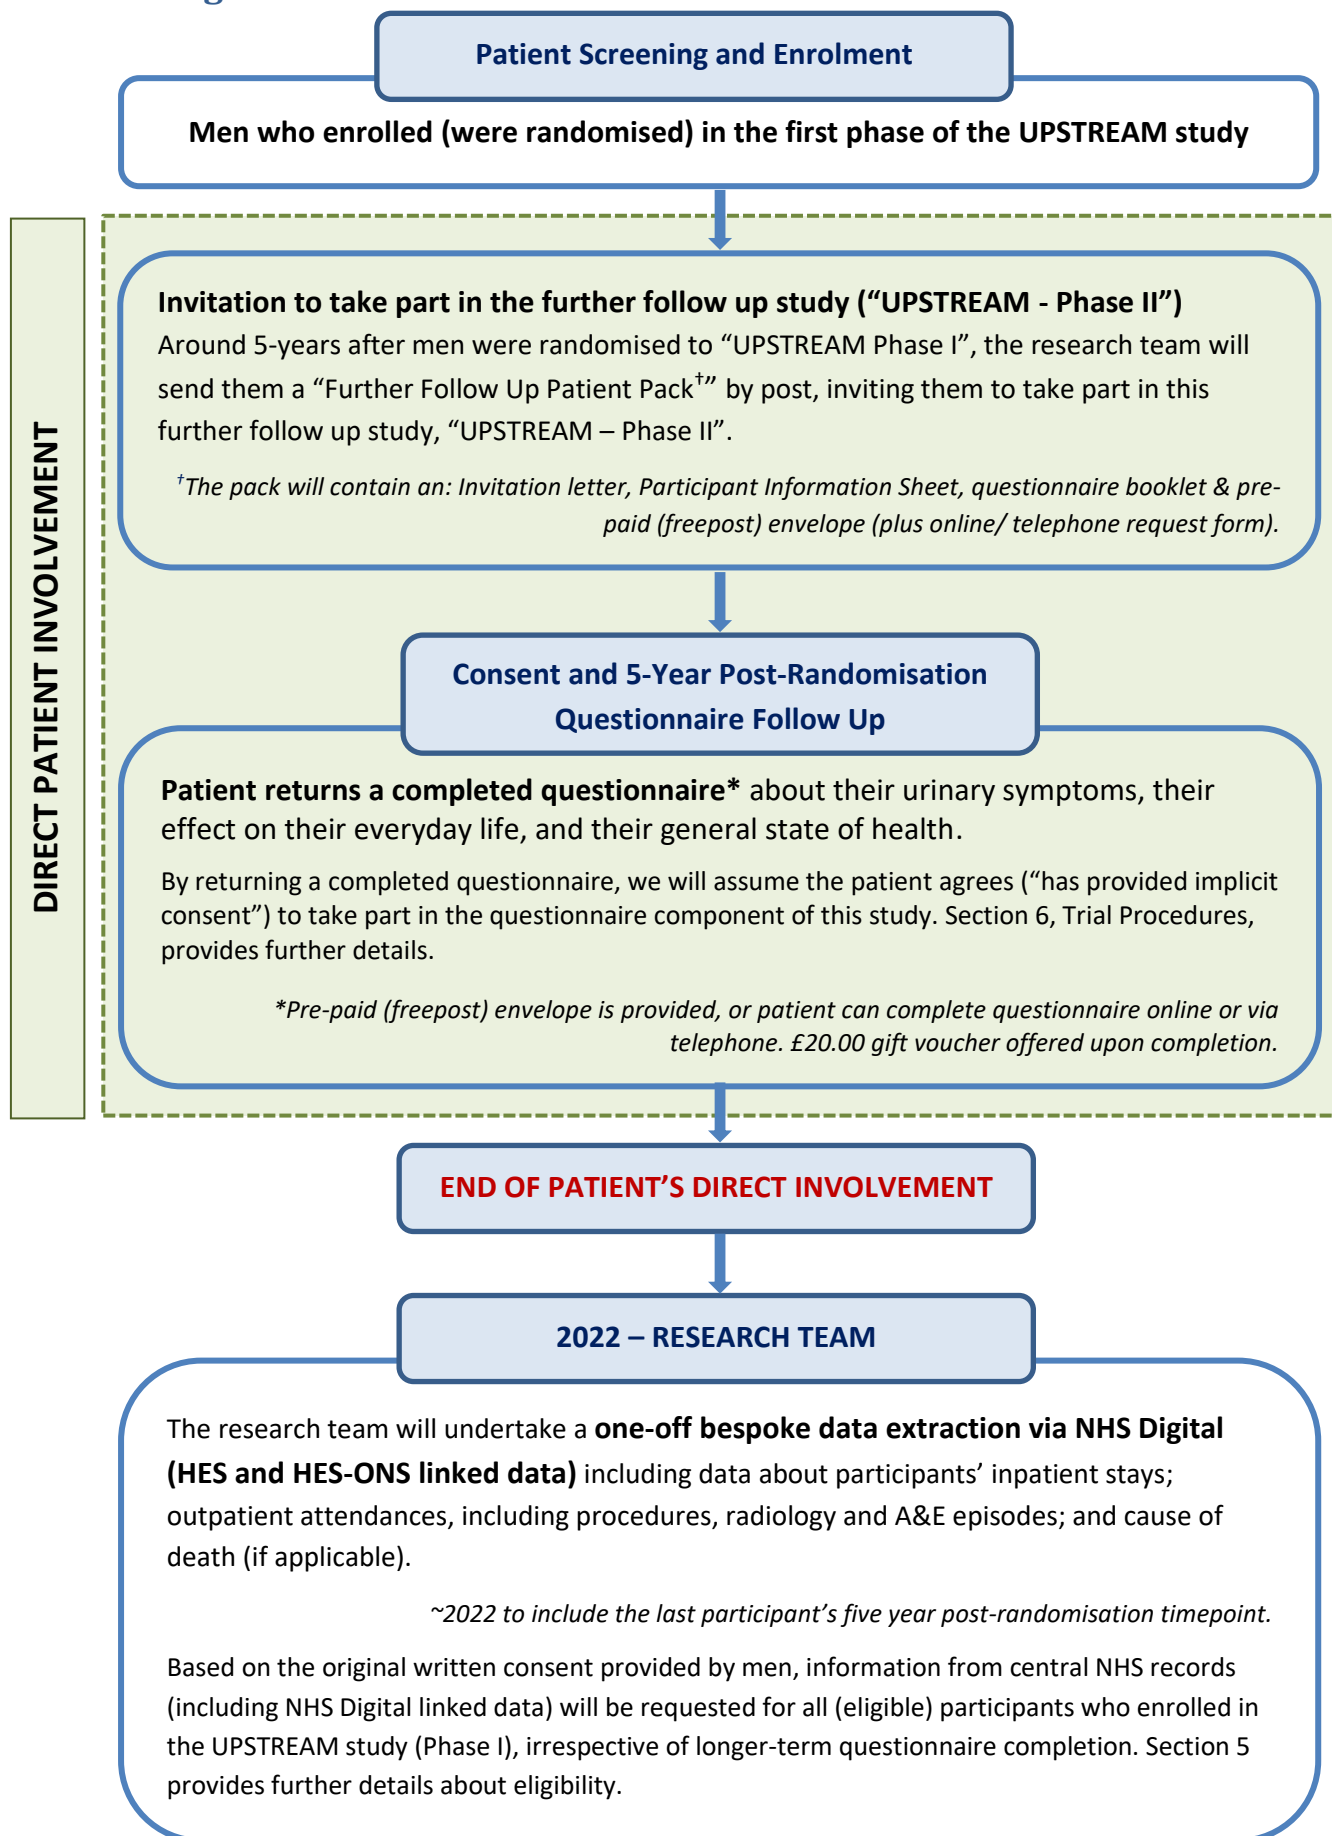 Patient Screening and Enrolment
Men who enrolled (were randomised) in the first phase of the UPSTREAM study
DIRECT PATIENT INVOLVEMENT
Invitation to take part in the further follow up study (“UPSTREAM - Phase II”)
Around 5-years after men were randomised to “UPSTREAM Phase I”, the research team will
send them a “Further Follow Up Patient Pack†” by post, inviting them to take part in this
further follow up study, “UPSTREAM – Phase II”.
†The pack will contain an: Invitation letter, Participant Information Sheet, questionnaire booklet & pre-
paid (freepost) envelope (plus online/ telephone request form).
Consent and 5-Year Post-Randomisation
Questionnaire Follow Up
Patient returns a completed questionnaire* about their urinary symptoms, their
effect on their everyday life, and their general state of health.
By returning a completed questionnaire, we will assume the patient agrees (“has provided implicit
consent”) to take part in the questionnaire component of this study. Section 6, Trial Procedures,
provides further details.
*Pre-paid (freepost) envelope is provided, or patient can complete questionnaire online or via
telephone. £20.00 gift voucher offered upon completion.
END OF PATIENT’S DIRECT INVOLVEMENT
2022 – RESEARCH TEAM
The research team will undertake a one-off bespoke data extraction via NHS Digital
(HES and HES-ONS linked data) including data about participants’ inpatient stays;
outpatient attendances, including procedures, radiology and A&E episodes; and cause of
death (if applicable).
~2022 to include the last participant’s five year post-randomisation timepoint.
Based on the original written consent provided by men, information from central NHS records
(including NHS Digital linked data) will be requested for all (eligible) participants who enrolled in
the UPSTREAM study (Phase I), irrespective of longer-term questionnaire completion. Section 5
provides further details about eligibility.